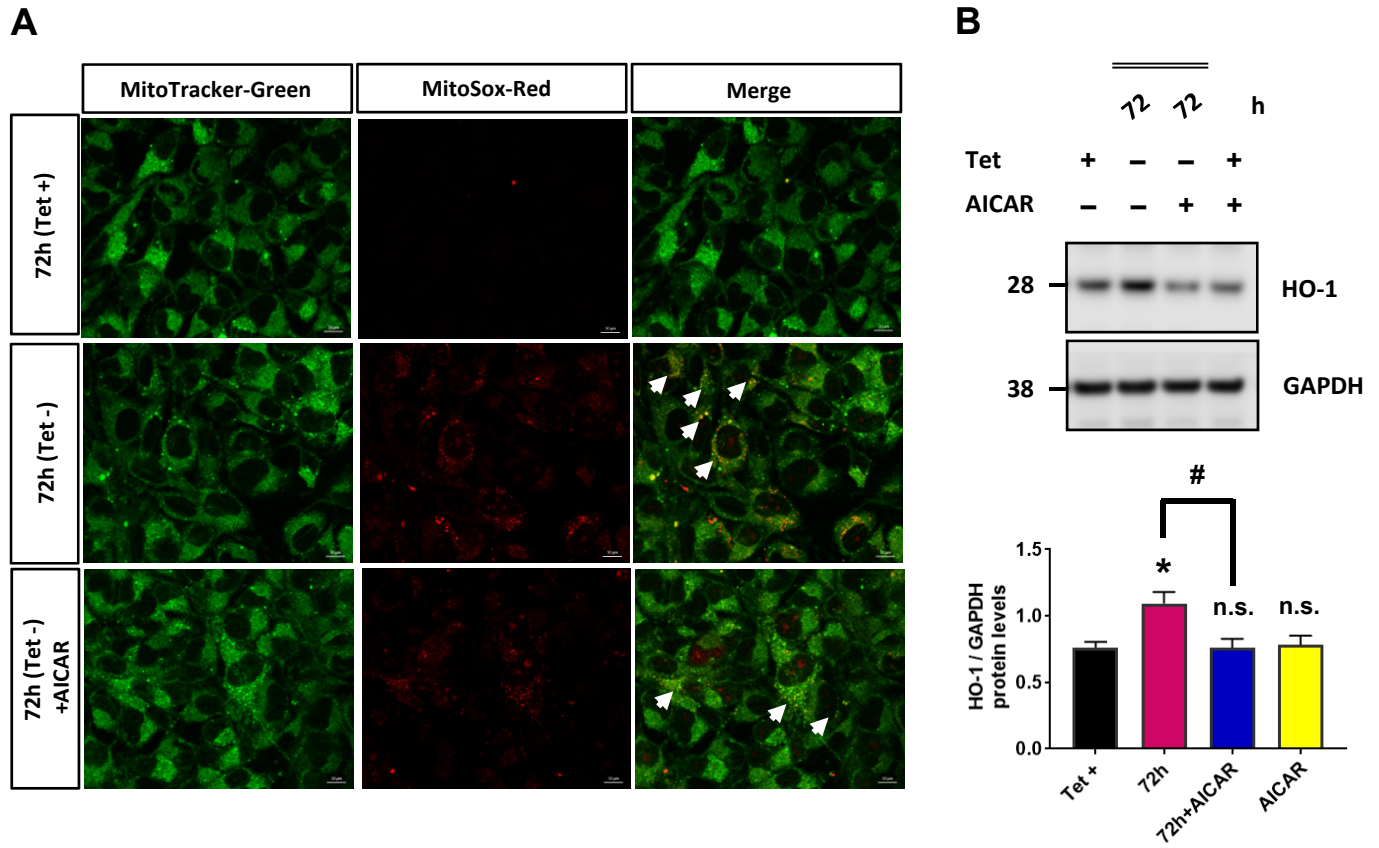 A
B
MitoTracker-Green
MitoSox-Red
Merge
72h (Tet +)
72h (Tet -)
72h (Tet -)
+AICAR
72 72 h
Tet + – – +
AICAR – – + +
28
HO-1
38
GAPDH
#
HO-1 / GAPDH
protein levels
1.5
1.0
0.5
0.0
*
n.s.
n.s.
Tet +
72h
72h+AICAR
AICAR